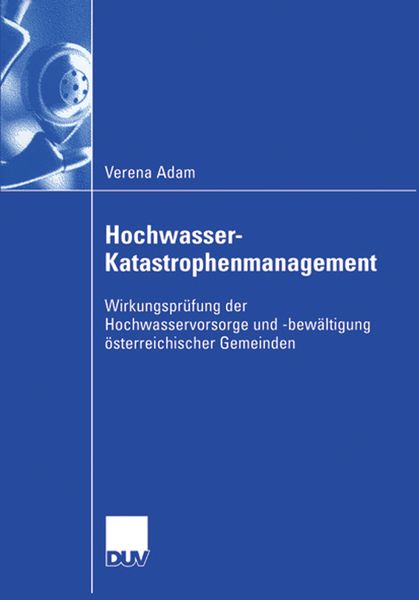 Verena Adam
Hochwasser-
Katastrophenmanagement
Wirkungsprüfung der
Hochwasservorsorge und -bewältigung
österreichischer Gemeinden
DUV